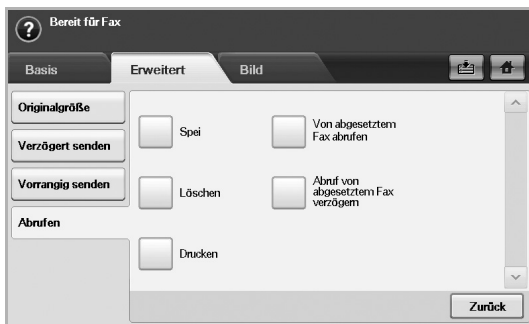 ? Bereit für Fax
Basis Erweitert Bild
Originalgröße
Verzögert senden
Vorrangig senden
Abrufen
Spei
Von abgesetztem
Fax abrufen
Löschen
Abruf von
abgesetztem Fax
verzögern
Drucken
Zurück